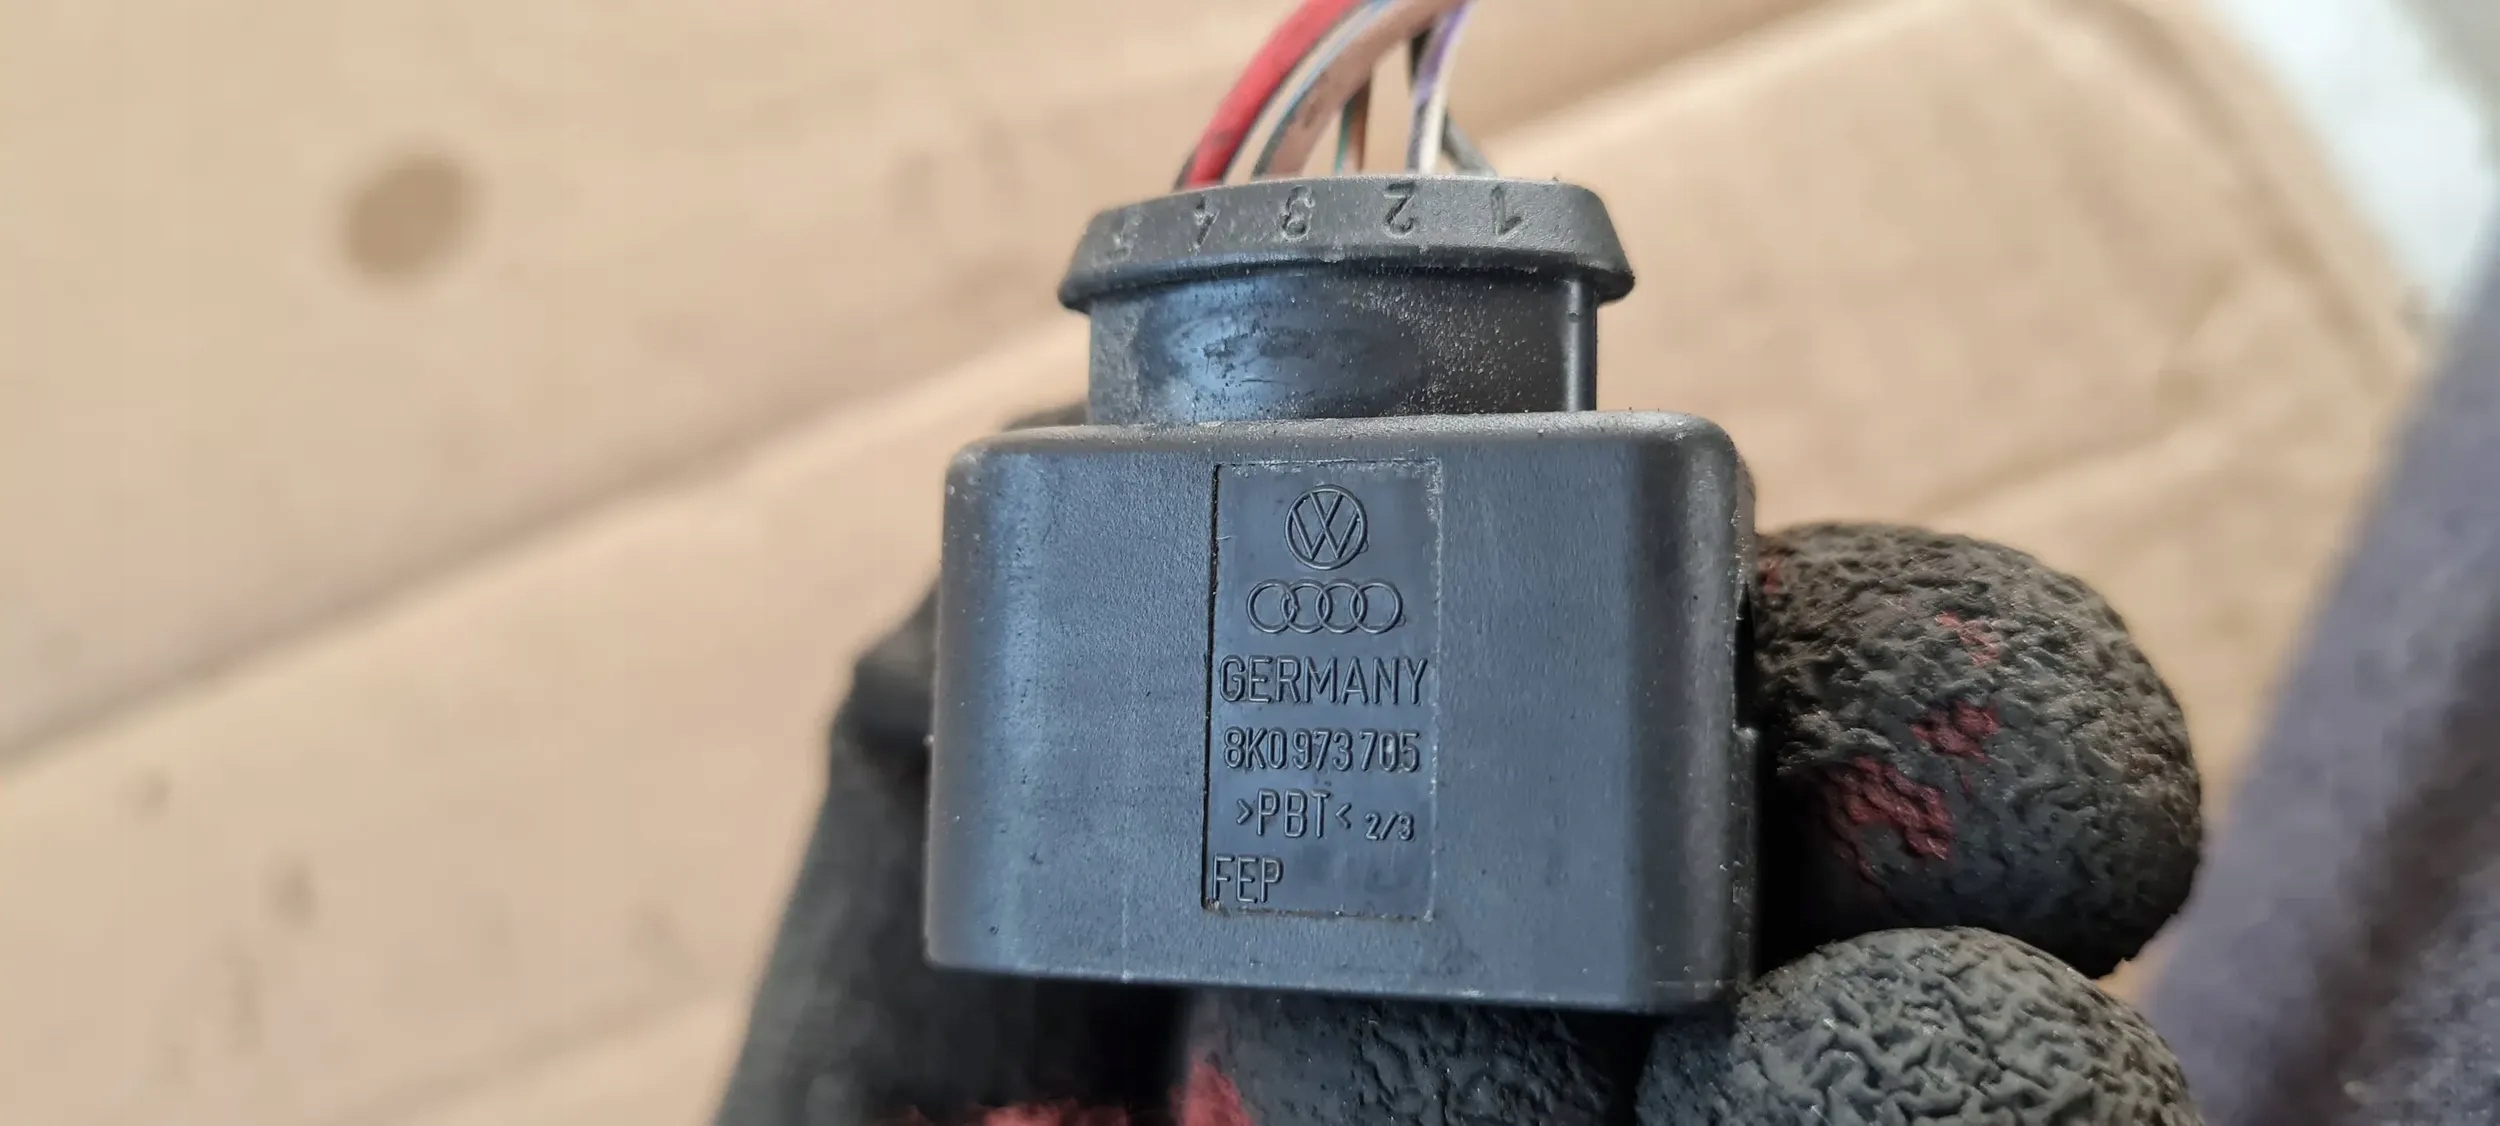 1 2 3 4 5
GERMANY
8K0 973 705
>PBT< 2/3
FEP